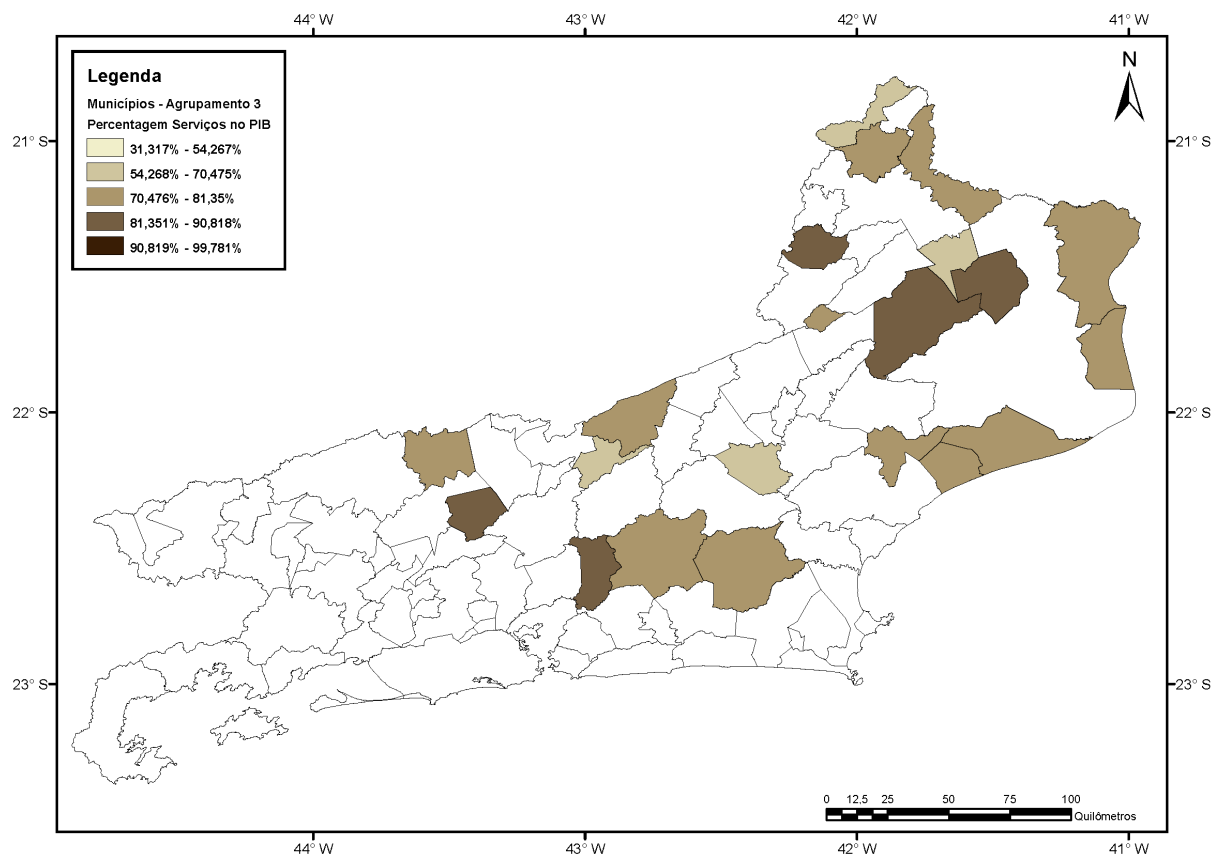 44° W 43° W 42° W 41° W
Legenda
Municípios - Agrupamento 3
Percentagem Serviços no PIB
31,317% - 54,267%
54,268% - 70,475%
70,476% - 81,35%
81,351% - 90,818%
90,819% - 99,781%
N
21° S 21° S
22° S 22° S
23° S 23° S
0 12,5 25 50 75 100
Quilômetros
44° W 43° W 42° W 41° W